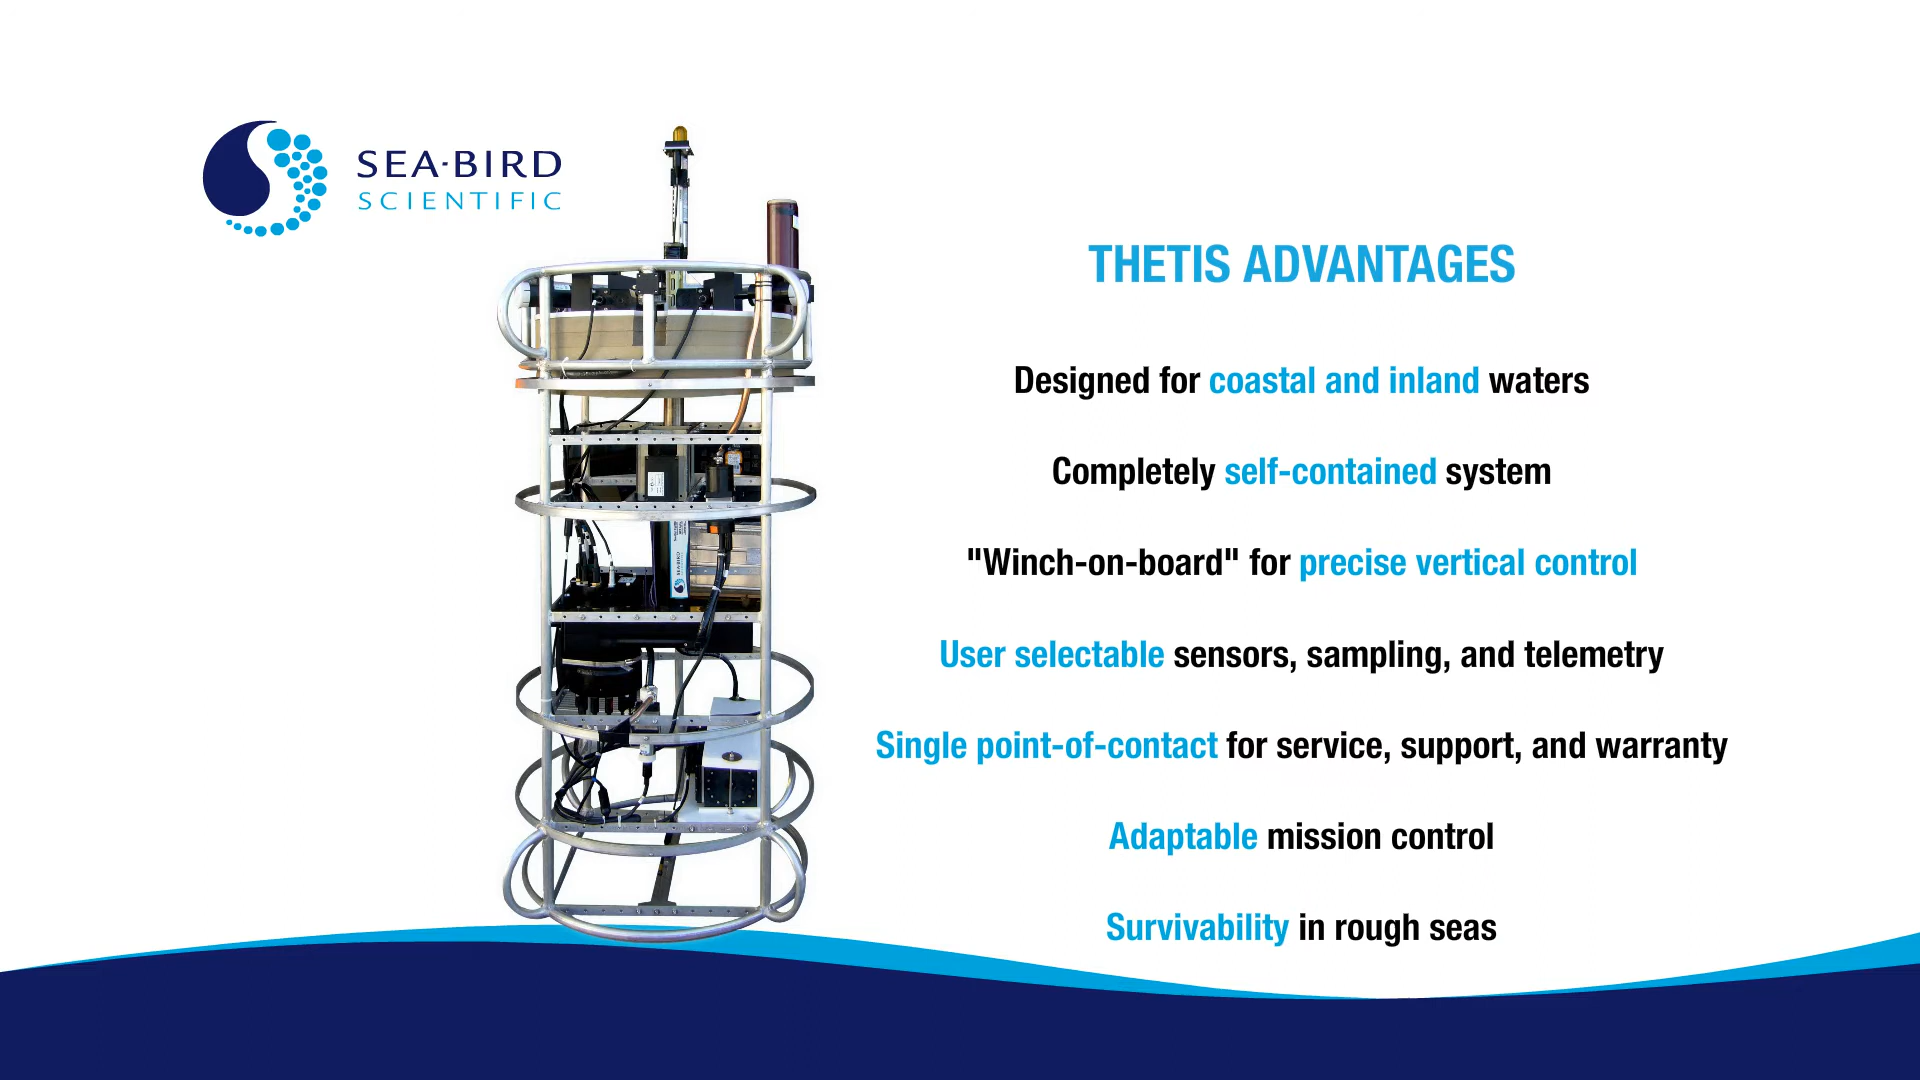 SEA·BIRD
SCIENTIFIC
THETIS ADVANTAGES
Designed for coastal and inland waters
Completely self-contained system
"Winch-on-board" for precise vertical control
User selectable sensors, sampling, and telemetry
Single point-of-contact for service, support, and warranty
Adaptable mission control
Survivability in rough seas
SEA·BIRD